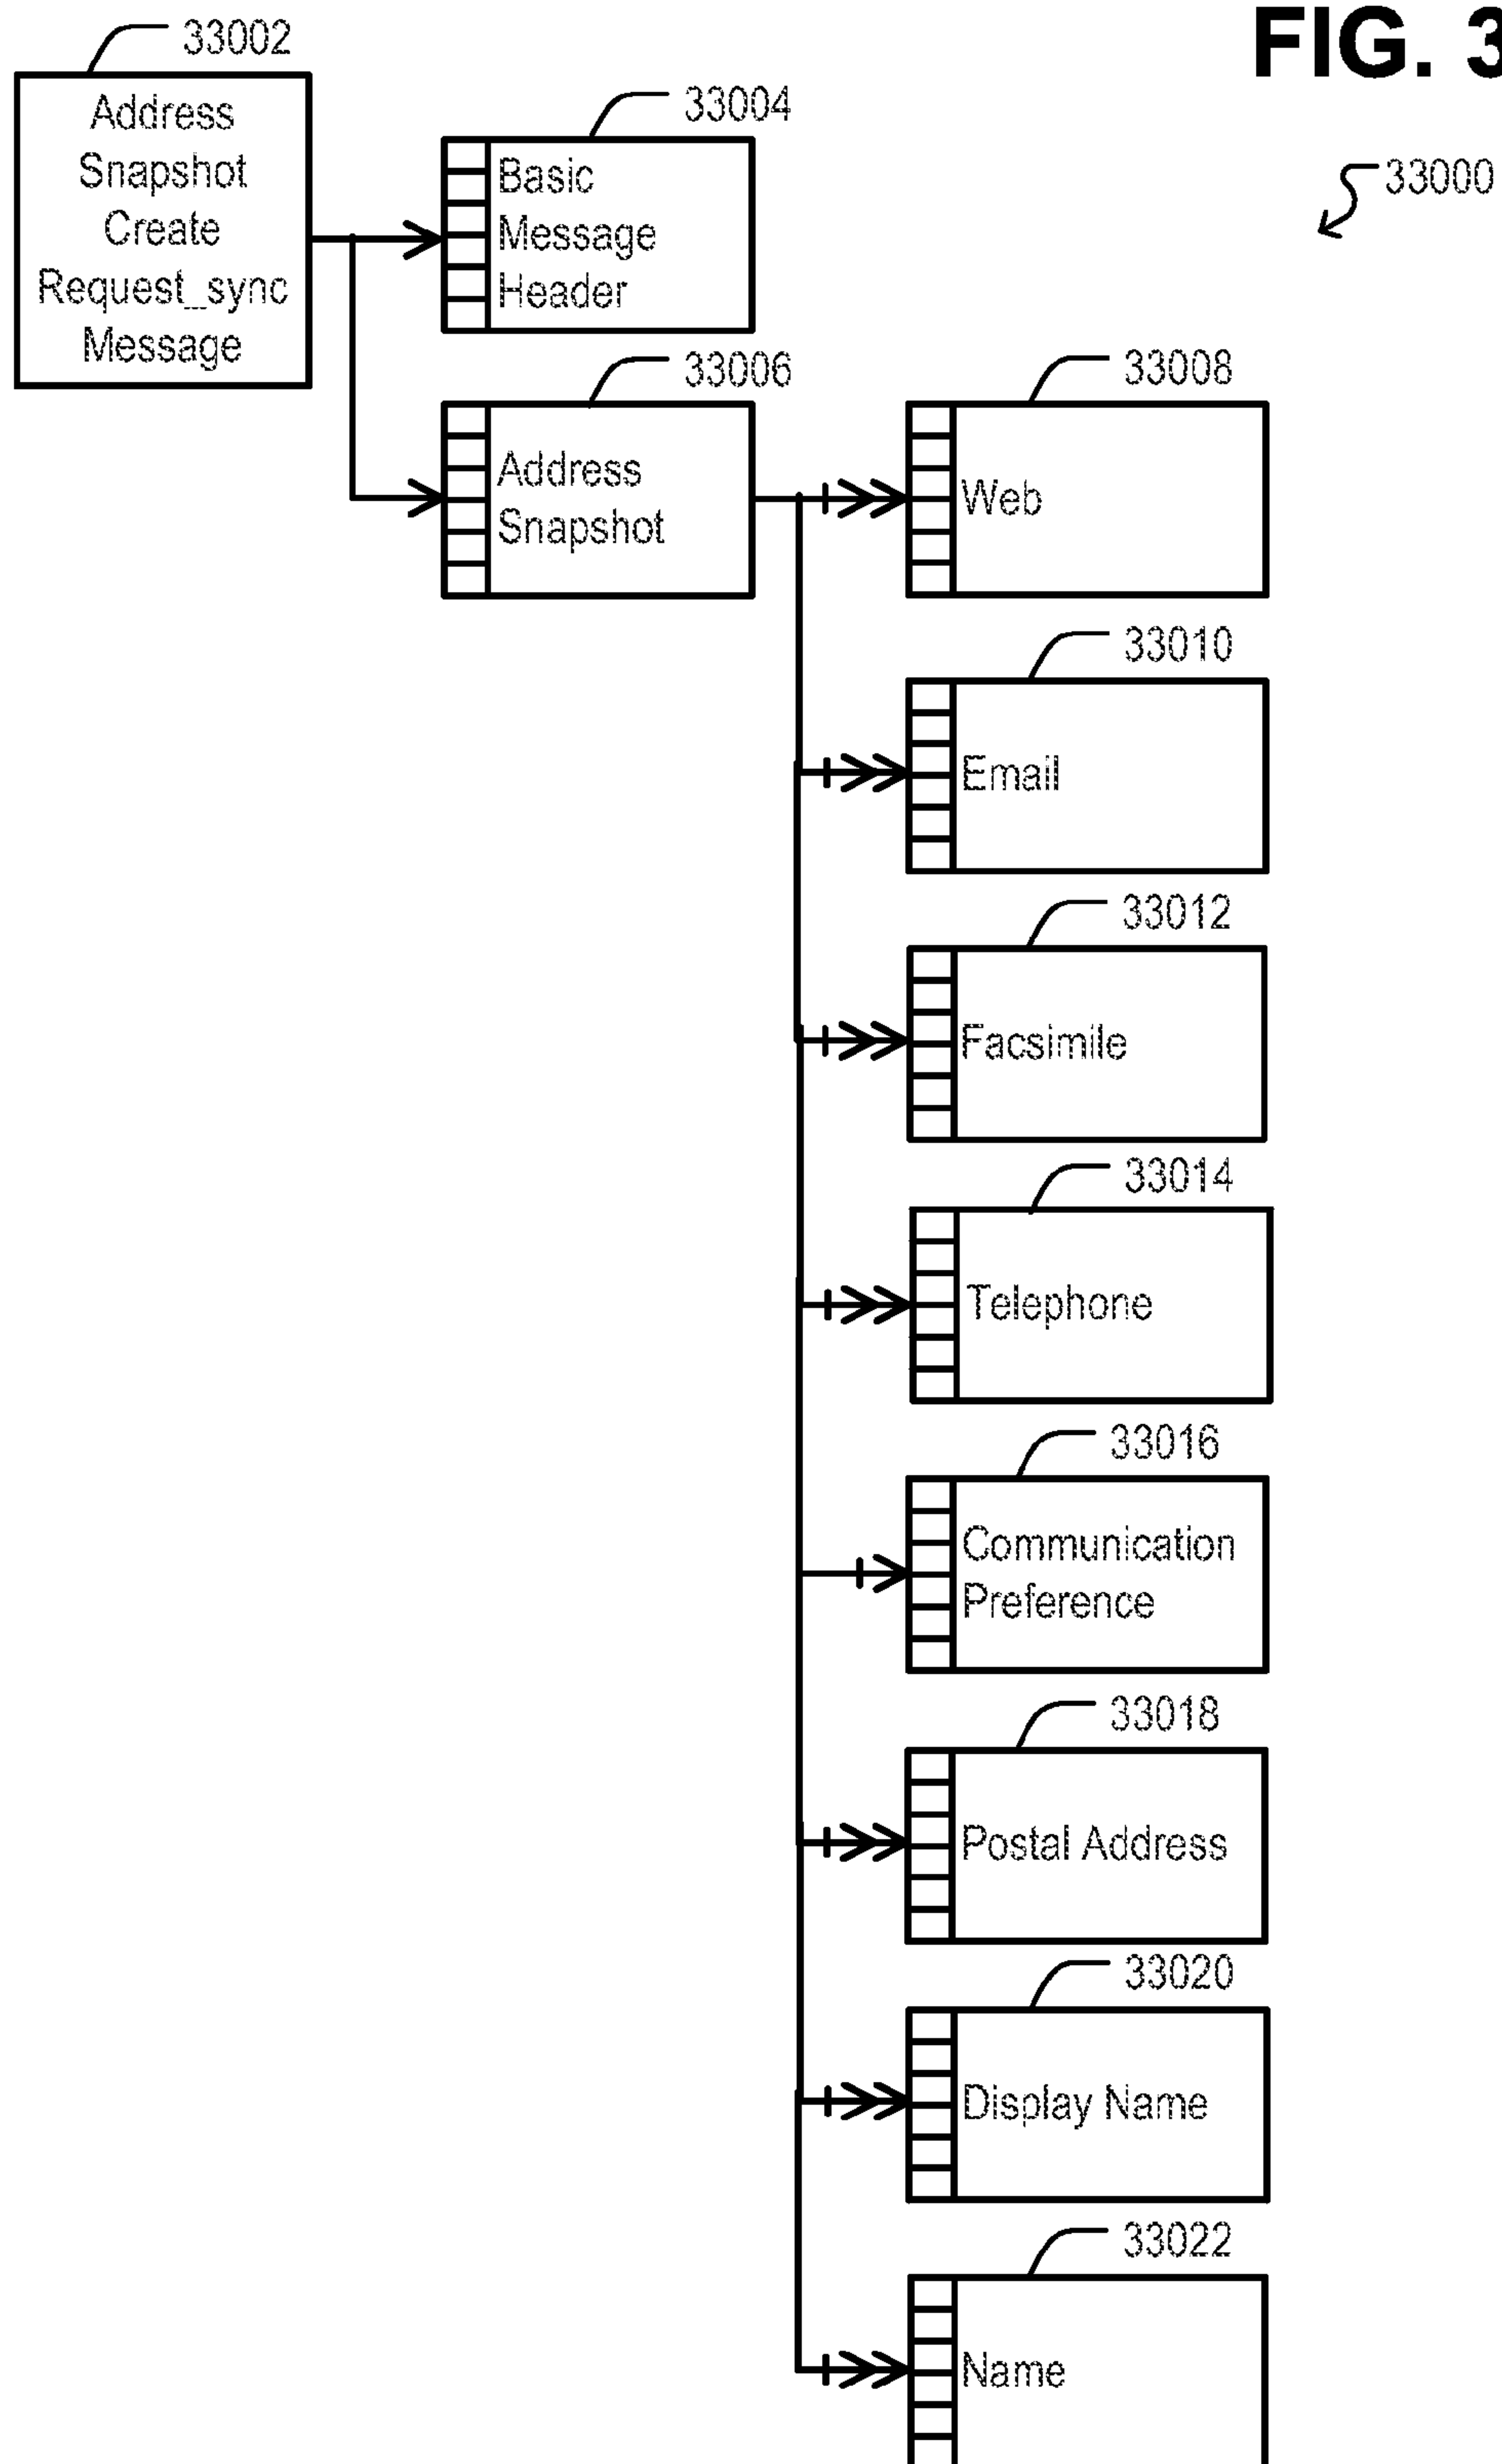 FIG. 3
33002
Address
Snapshot
Create
Request_sync
Message
33004
Basic
Message
Header
33000
33006
Address
Snapshot
33008
Web
33010
Email
33012
Facsimile
33014
Telephone
33016
Communication
Preference
33018
Postal Address
33020
Display Name
33022
Name